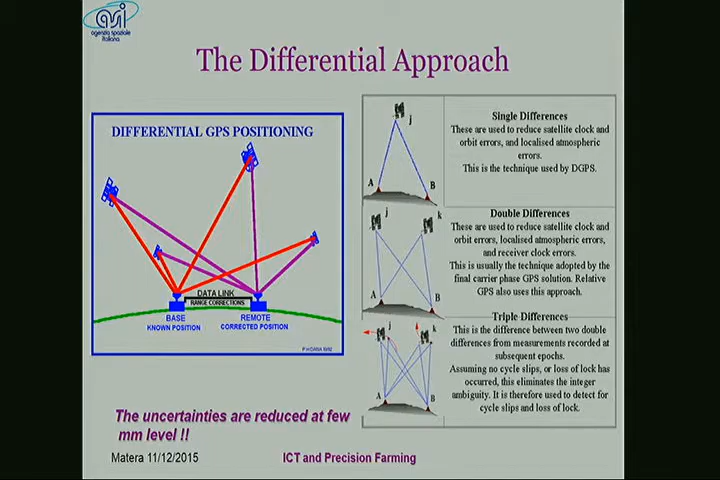 asi
agenzia spaziale
italiana
The Differential Approach
DIFFERENTIAL GPS POSITIONING
DATA LINK
RANGE CORRECTIONS
BASE
KNOWN POSITION
REMOTE
CORRECTED POSITION
j
A
B
Single Differences
These are used to reduce satellite clock and
orbit errors, and localised atmospheric
errors.
This is the technique used by DGPS.
j
k
A
B
Double Differences
These are used to reduce satellite clock and
orbit errors, localised atmospheric errors,
and receiver clock errors.
This is usually the technique adopted by the
final carrier phase GPS solution. Relative
GPS also uses this approach.
j
k
A
B
Triple Differences
This is the difference between two double
differences from measurements recorded at
subsequent epochs.
Assuming no cycle slips, or loss of lock has
occurred, this eliminates the integer
ambiguity. It is therefore used to detect for
cycle slips and loss of lock.
The uncertainties are reduced at few
mm level !!
Matera 11/12/2015
ICT and Precision Farming